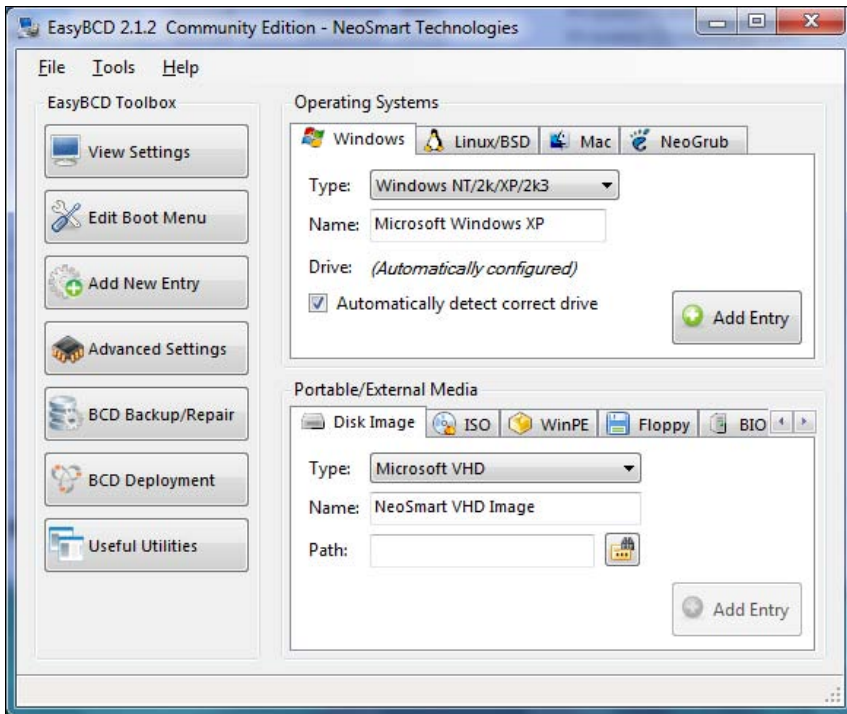 EasyBCD 2.1.2 Community Edition - NeoSmart Technologies
File Tools Help
EasyBCD Toolbox
View Settings
Edit Boot Menu
Add New Entry
Advanced Settings
BCD Backup/Repair
BCD Deployment
Useful Utilities
Operating Systems
Windows Linux/BSD Mac NeoGrub
Type: Windows NT/2k/XP/2k3
Name: Microsoft Windows XP
Drive: (Automatically configured)
Automatically detect correct drive
Add Entry
Portable/External Media
Disk Image ISO WinPE Floppy BIO
Type: Microsoft VHD
Name: NeoSmart VHD Image
Path:
Add Entry